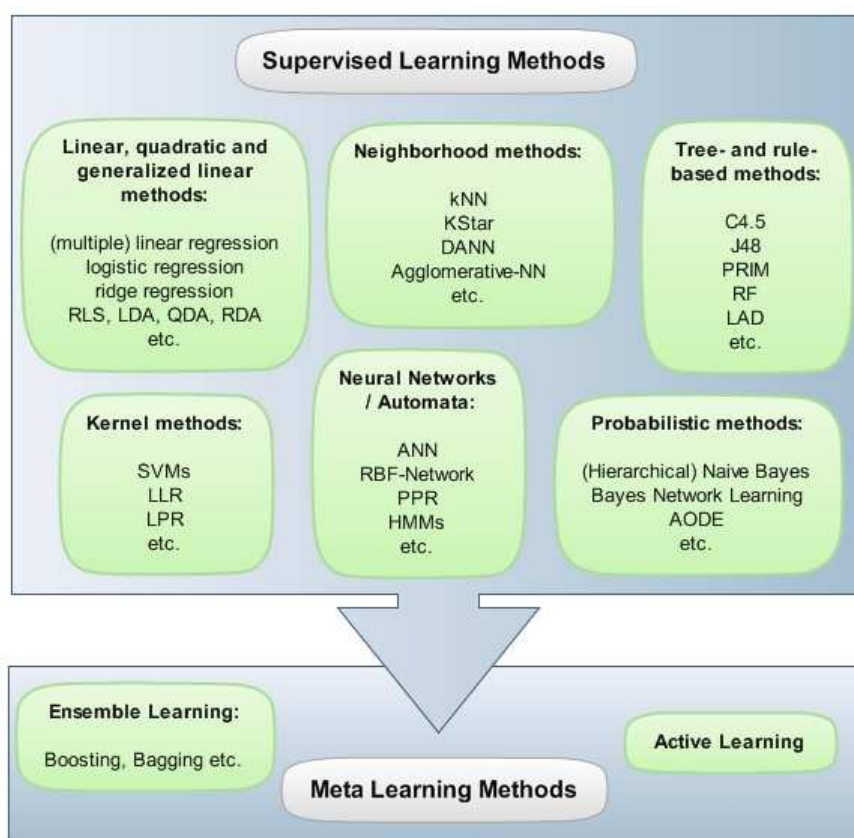 Supervised Learning Methods
Linear, quadratic and
generalized linear
methods:
(multiple) linear regression
logistic regression
ridge regression
RLS, LDA, QDA, RDA
etc.
Neighborhood methods:
kNN
KStar
DANN
Agglomerative-NN
etc.
Tree- and rule-
based methods:
C4.5
J48
PRIM
RF
LAD
etc.
Kernel methods:
SVMs
LLR
LPR
etc.
Neural Networks
/ Automata:
ANN
RBF-Network
PPR
HMMs
etc.
Probabilistic methods:
(Hierarchical) Naive Bayes
Bayes Network Learning
AODE
etc.
Ensemble Learning:
Boosting, Bagging etc.
Active Learning
Meta Learning Methods